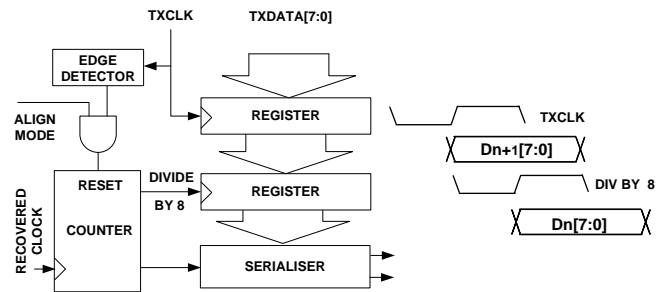 TXCLK TXDATA[7:0]
EDGE
DETECTOR
ALIGN
MODE
REGISTER
TXCLK
Dn+1[7:0]
RESET
DIVIDE
BY 8
REGISTER
DIV BY 8
Dn[7:0]
COUNTER
RECOVERED
CLOCK
SERIALISER